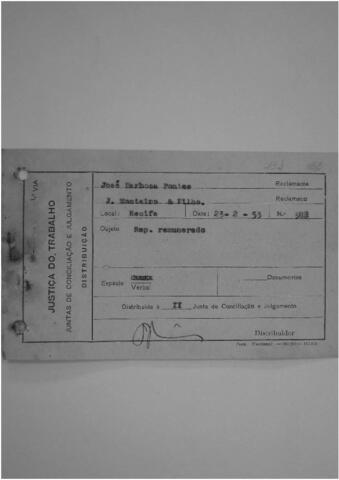 1.ª VIA
JUSTIÇA DO TRABALHO
JUNTAS DE CONCILIAÇÃO E JULGAMENTO
DISTRIBUIÇÃO
José Barbosa Pontes Reclamante
J. Monteiro & Filho. Reclamado
Local: Recife Data: 23-2-53 N.º
Objeto Rep. remunerado
Espécie Documentos
Verbal
Distribuído à II Junta de Conciliação e Julgamento
Distribuidor